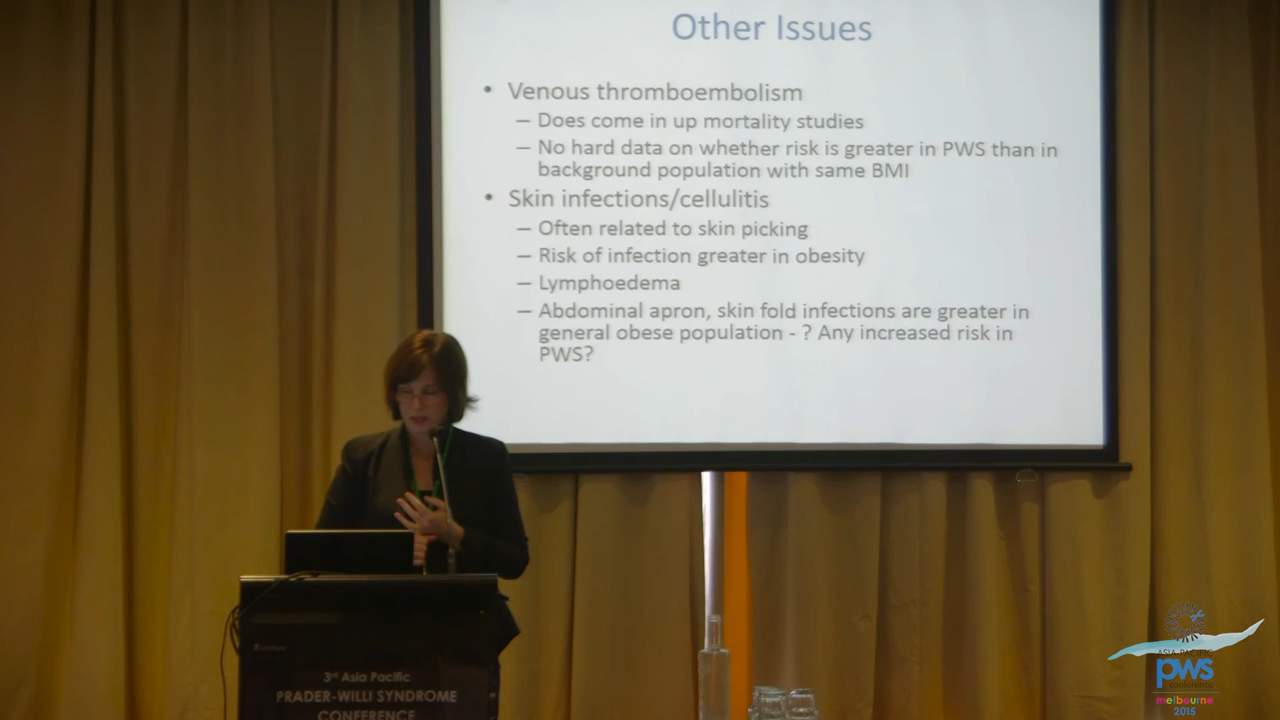 Other Issues
• Venous thromboembolism
– Does come in up mortality studies
– No hard data on whether risk is greater in PWS than in
background population with same BMI
• Skin infections/cellulitis
– Often related to skin picking
– Risk of infection greater in obesity
– Lymphoedema
– Abdominal apron, skin fold infections are greater in
general obese population - ? Any increased risk in
PWS?
3rd Asia Pacific
PRADER-WILLI SYNDROME
CONFERENCE
ASIA PACIFIC
pws
conference
melbourne
2015